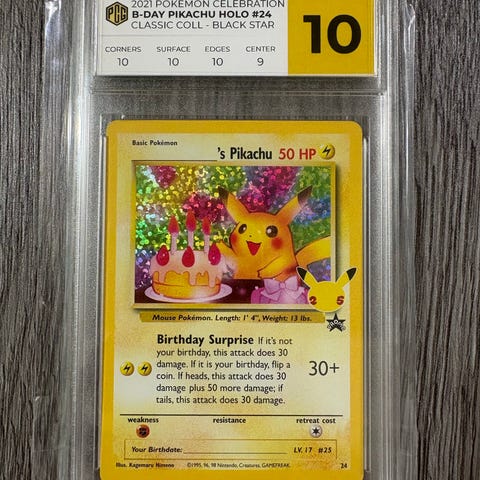 2021 POKEMON CELEBRATION
PCG B-DAY PIKACHU HOLO #24
CLASSIC COLL - BLACK STAR
10
CORNERS SURFACE EDGES CENTER
10 10 10 9
Basic Pokémon
's Pikachu 50 HP
25
PROMO
Mouse Pokémon. Length: 1' 4", Weight: 13 lbs.
Birthday Surprise If it's not
your birthday, this attack does 30
damage. If it is your birthday, flip a
coin. If heads, this attack does 30
damage plus 50 more damage; if
tails, this attack does 30 damage.
30+
weakness resistance retreat cost
Your Birthdate: LV. 17 #25
Illus. Kagemaru Himeno ©1995, 96, 98 Nintendo, Creatures, GAMEFREAK. 24